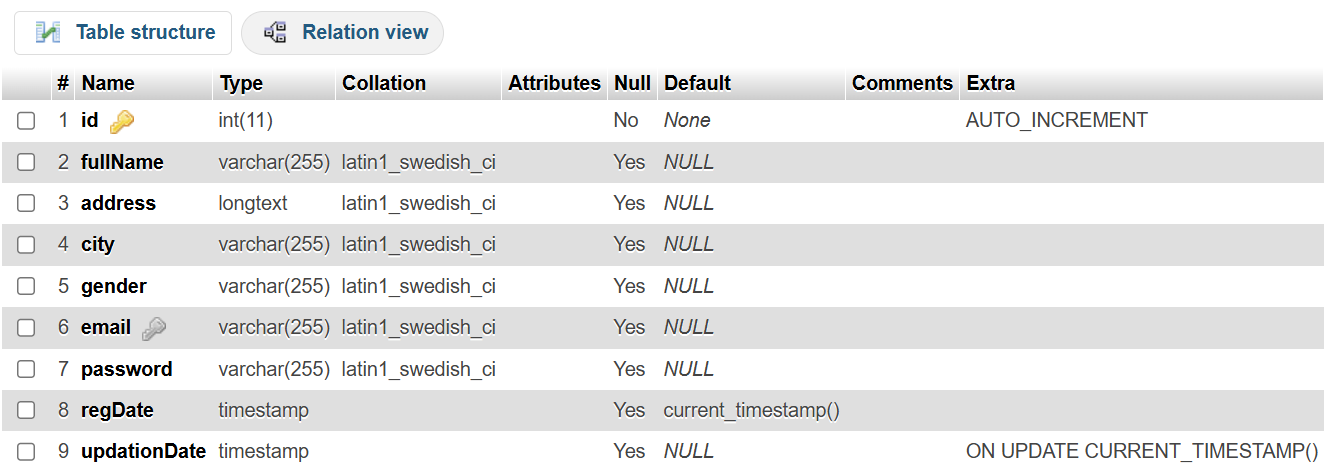 Table structure Relation view
# Name Type Collation Attributes Null Default Comments Extra
1 id int(11) No None AUTO_INCREMENT
2 fullName varchar(255) latin1_swedish_ci Yes NULL
3 address longtext latin1_swedish_ci Yes NULL
4 city varchar(255) latin1_swedish_ci Yes NULL
5 gender varchar(255) latin1_swedish_ci Yes NULL
6 email varchar(255) latin1_swedish_ci Yes NULL
7 password varchar(255) latin1_swedish_ci Yes NULL
8 regDate timestamp Yes current_timestamp()
9 updationDate timestamp Yes NULL ON UPDATE CURRENT_TIMESTAMP()